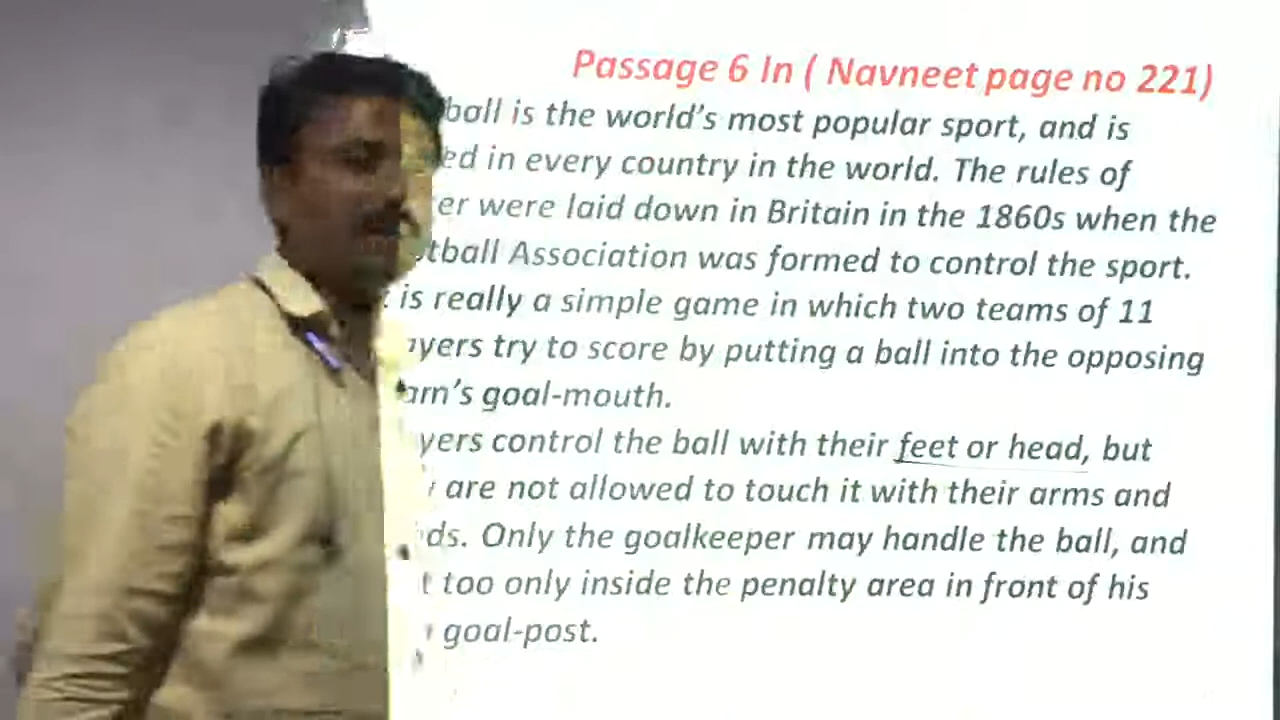 Passage 6 In ( Navneet page no 221)
ball is the world's most popular sport, and is
ed in every country in the world. The rules of
er were laid down in Britain in the 1860s when the
tball Association was formed to control the sport.
is really a simple game in which two teams of 11
yers try to score by putting a ball into the opposing
arn's goal-mouth.
yers control the ball with their feet or head, but
are not allowed to touch it with their arms and
ds. Only the goalkeeper may handle the ball, and
t too only inside the penalty area in front of his
goal-post.